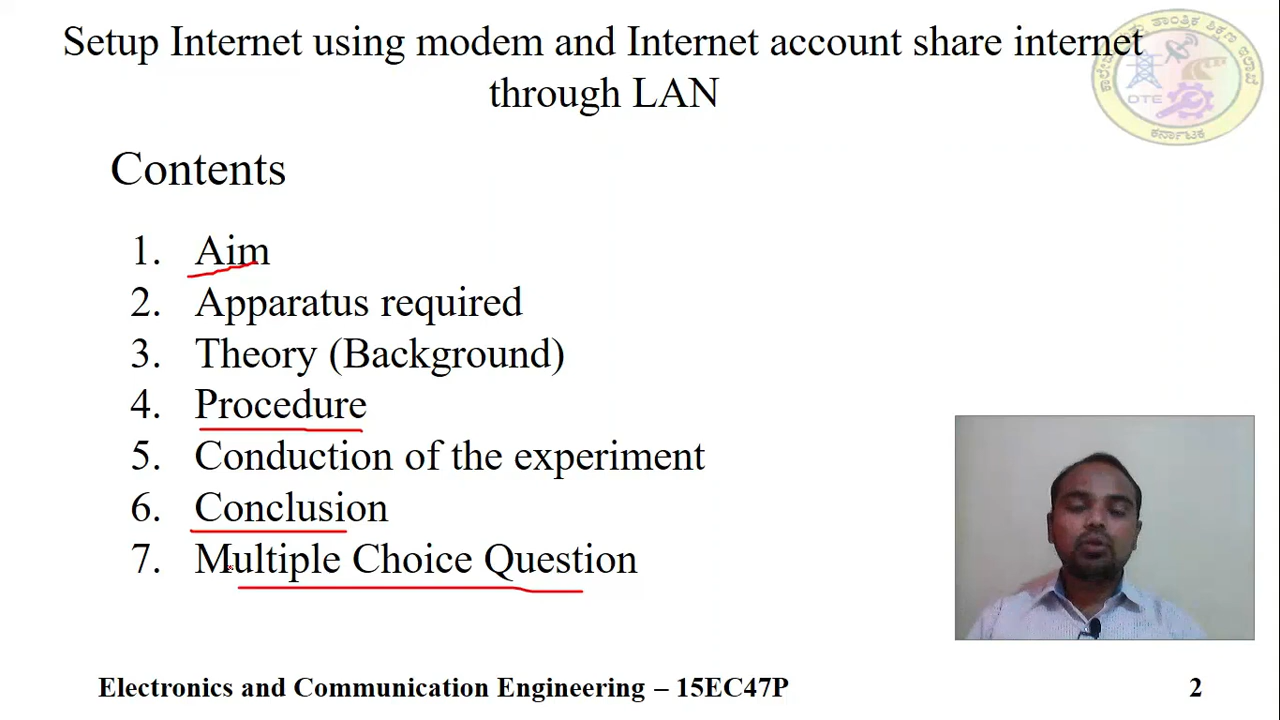 Setup Internet using modem and Internet account share internet
through LAN
Contents
1. Aim
2. Apparatus required
3. Theory (Background)
4. Procedure
5. Conduction of the experiment
6. Conclusion
7. Multiple Choice Question
DTE
ಕರ್ನಾಟಕ
Electronics and Communication Engineering – 15EC47P
2